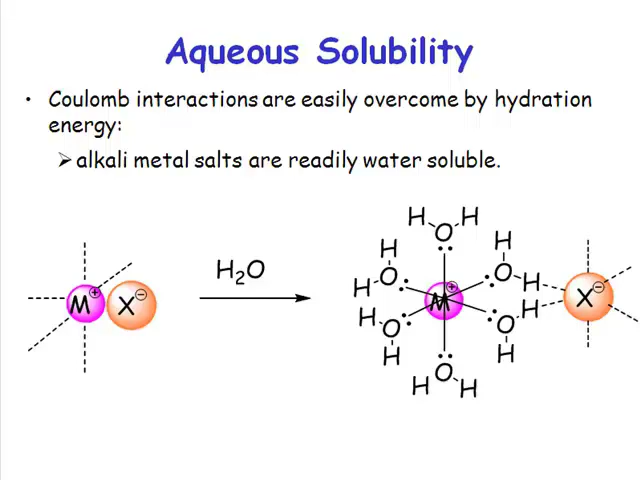 Aqueous Solubility
• Coulomb interactions are easily overcome by hydration
energy:
➢ alkali metal salts are readily water soluble.
M⊕ X⊖
H₂O
H H
O
H
O
H
H
O
H
M⊕
X⊖
H
O
H
H
O
H
O
H H